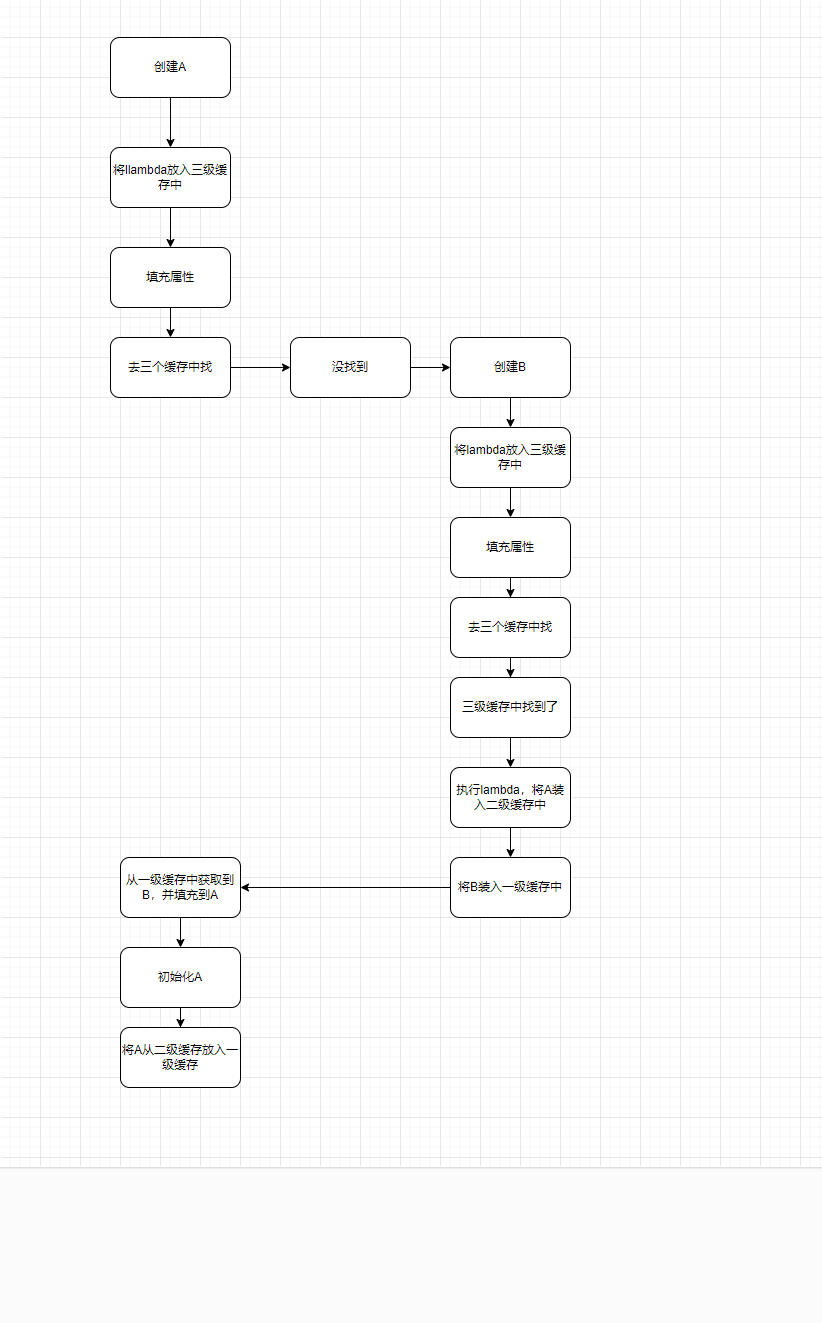 创建A
将llambda放入三级缓
存中
填充属性
去三个缓存中找
没找到
创建B
将lambda放入三级缓
存中
填充属性
去三个缓存中找
三级缓存中找到了
执行lambda，将A装
入二级缓存中
将B装入一级缓存中
从一级缓存中获取到
B，并填充到A
初始化A
将A从二级缓存放入一
级缓存